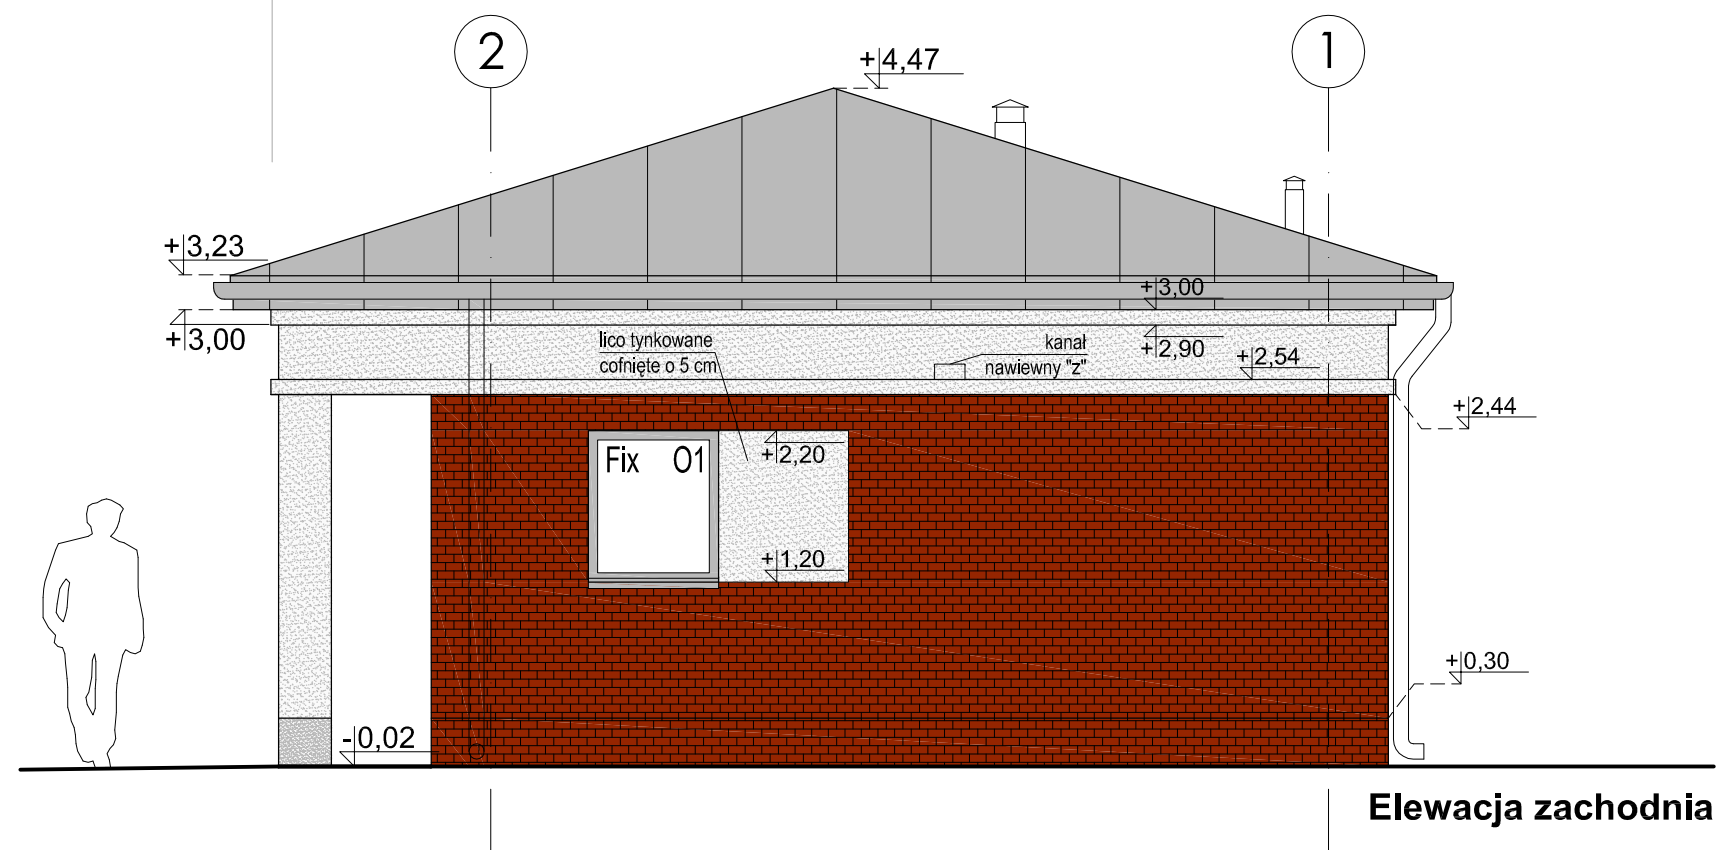 2
1
+4,47
+3,23
+3,00
+3,00
lico tynkowane
cofnięte o 5 cm
kanał
nawiewny "z"
+2,90
+2,54
+2,44
Fix O1
+2,20
+1,20
+0,30
-0,02
Elewacja zachodnia